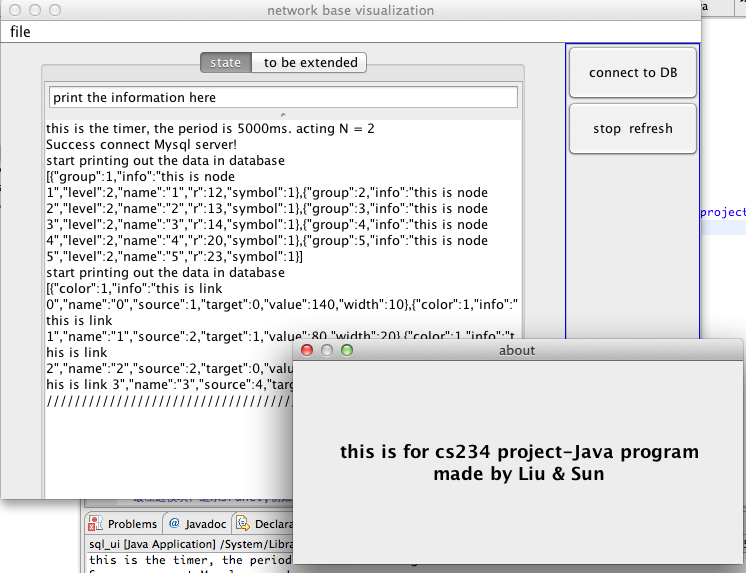 network base visualization
file
state
to be extended
connect to DB
stop refresh
print the information here
this is the timer, the period is 5000ms. acting N = 2
Success connect Mysql server!
start printing out the data in database
[{"group":1,"info":"this is node
1","level":2,"name":"1","r":12,"symbol":1},{"group":2,"info":"this is node
2","level":2,"name":"2","r":13,"symbol":1},{"group":3,"info":"this is node
3","level":2,"name":"3","r":14,"symbol":1},{"group":4,"info":"this is node
4","level":2,"name":"4","r":20,"symbol":1},{"group":5,"info":"this is node
5","level":2,"name":"5","r":23,"symbol":1}]
start printing out the data in database
[{"color":1,"info":"this is link
0","name":"0","source":1,"target":0,"value":140,"width":10},{"color":1,"info":"
this is link
1","name":"1","source":2,"target":1,"value":80,"width":20},{"color":1,"info":"t
his is link
2","name":"2","source":2,"target":0,"valu
his is link 3","name":"3","source":4,"targ
///////////////////////////////////
project
about
this is for cs234 project-Java program
made by Liu & Sun
Problems
@ Javadoc
Declara
sql_ui [Java Application] /System/Libra
this is the timer, the period